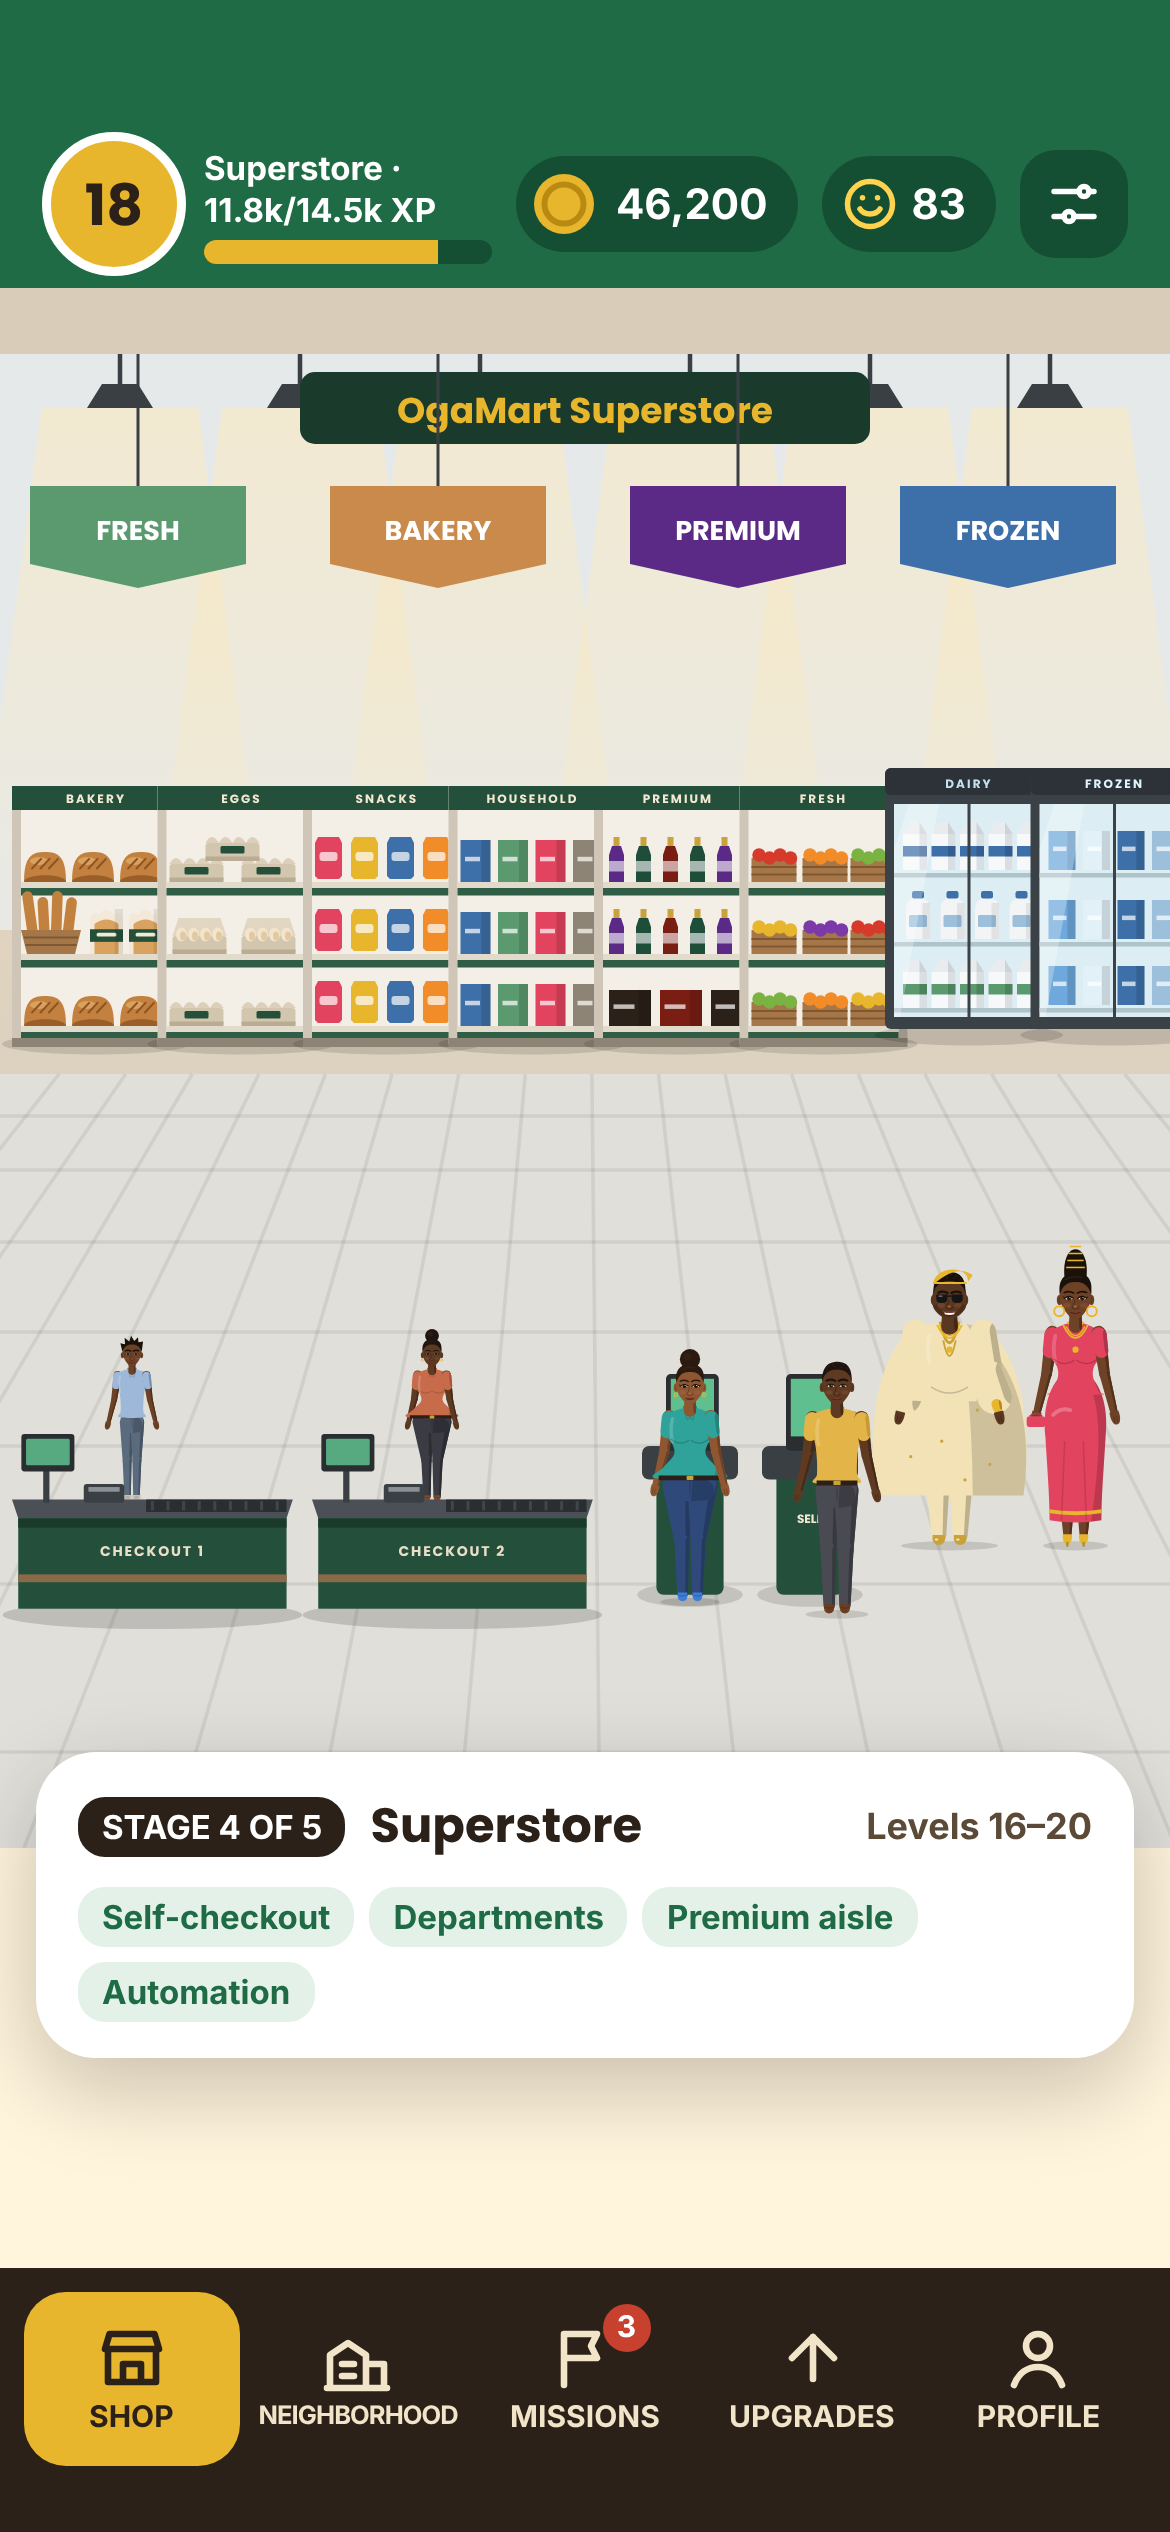 18
Superstore ·
11.8k/14.5k XP
46,200
83
OgaMart Superstore
FRESH
BAKERY
PREMIUM
FROZEN
BAKERY
EGGS
SNACKS
HOUSEHOLD
PREMIUM
FRESH
DAIRY
FROZEN
CHECKOUT 1
CHECKOUT 2
STAGE 4 OF 5
Superstore
Levels 16–20
Self-checkout
Departments
Premium aisle
Automation
3
SHOP
NEIGHBORHOOD
MISSIONS
UPGRADES
PROFILE